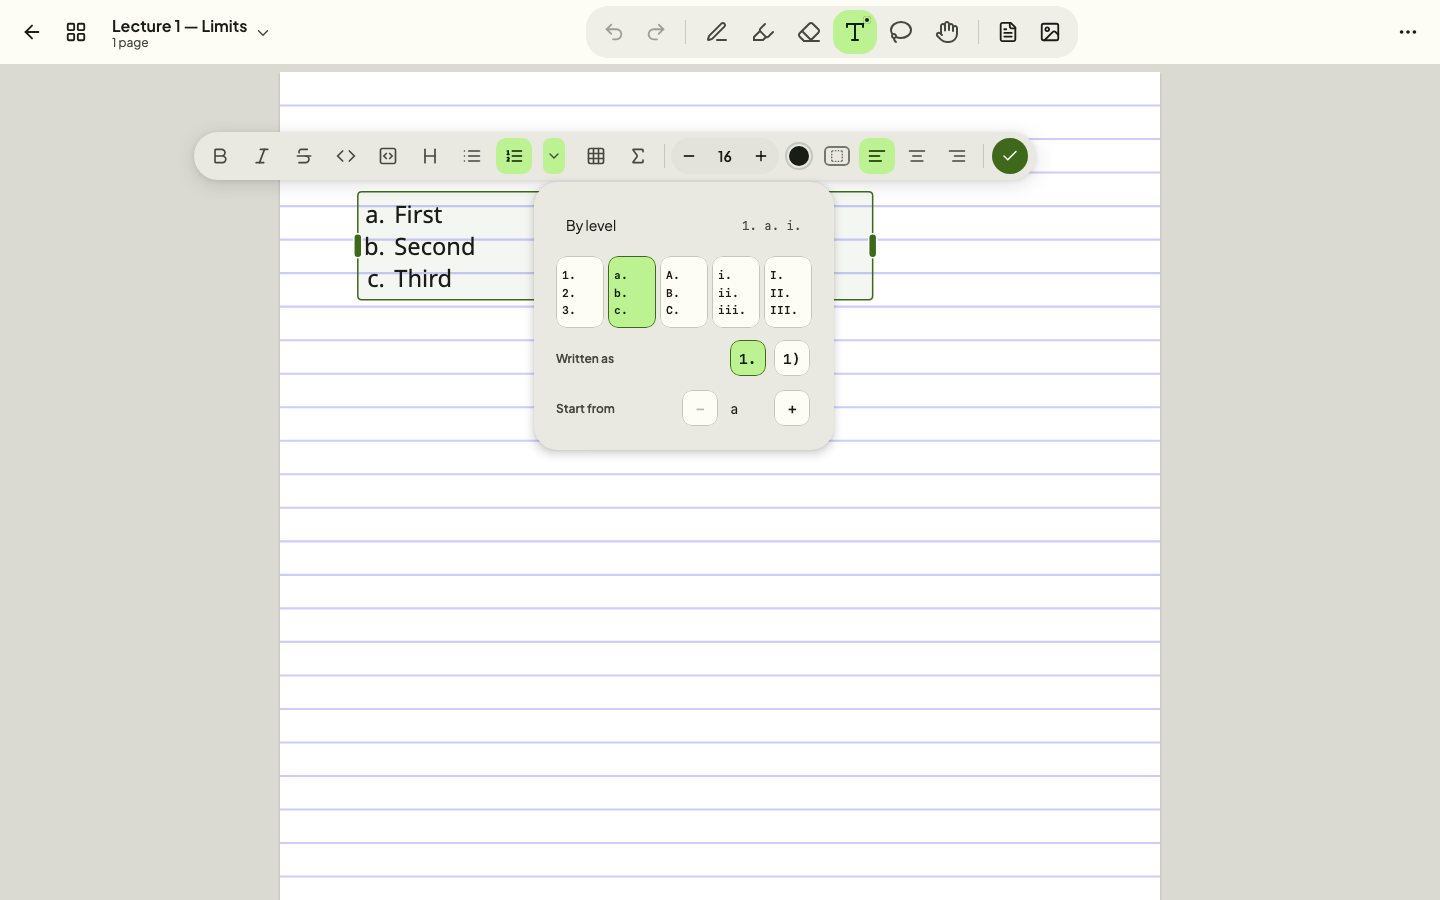 Lecture 1 — Limits
1 page
16
a. First
b. Second
c. Third
By level 1. a. i.
1. a. A. i. I.
2. b. B. ii. II.
3. c. C. iii. III.
Written as 1. 1)
Start from − a +